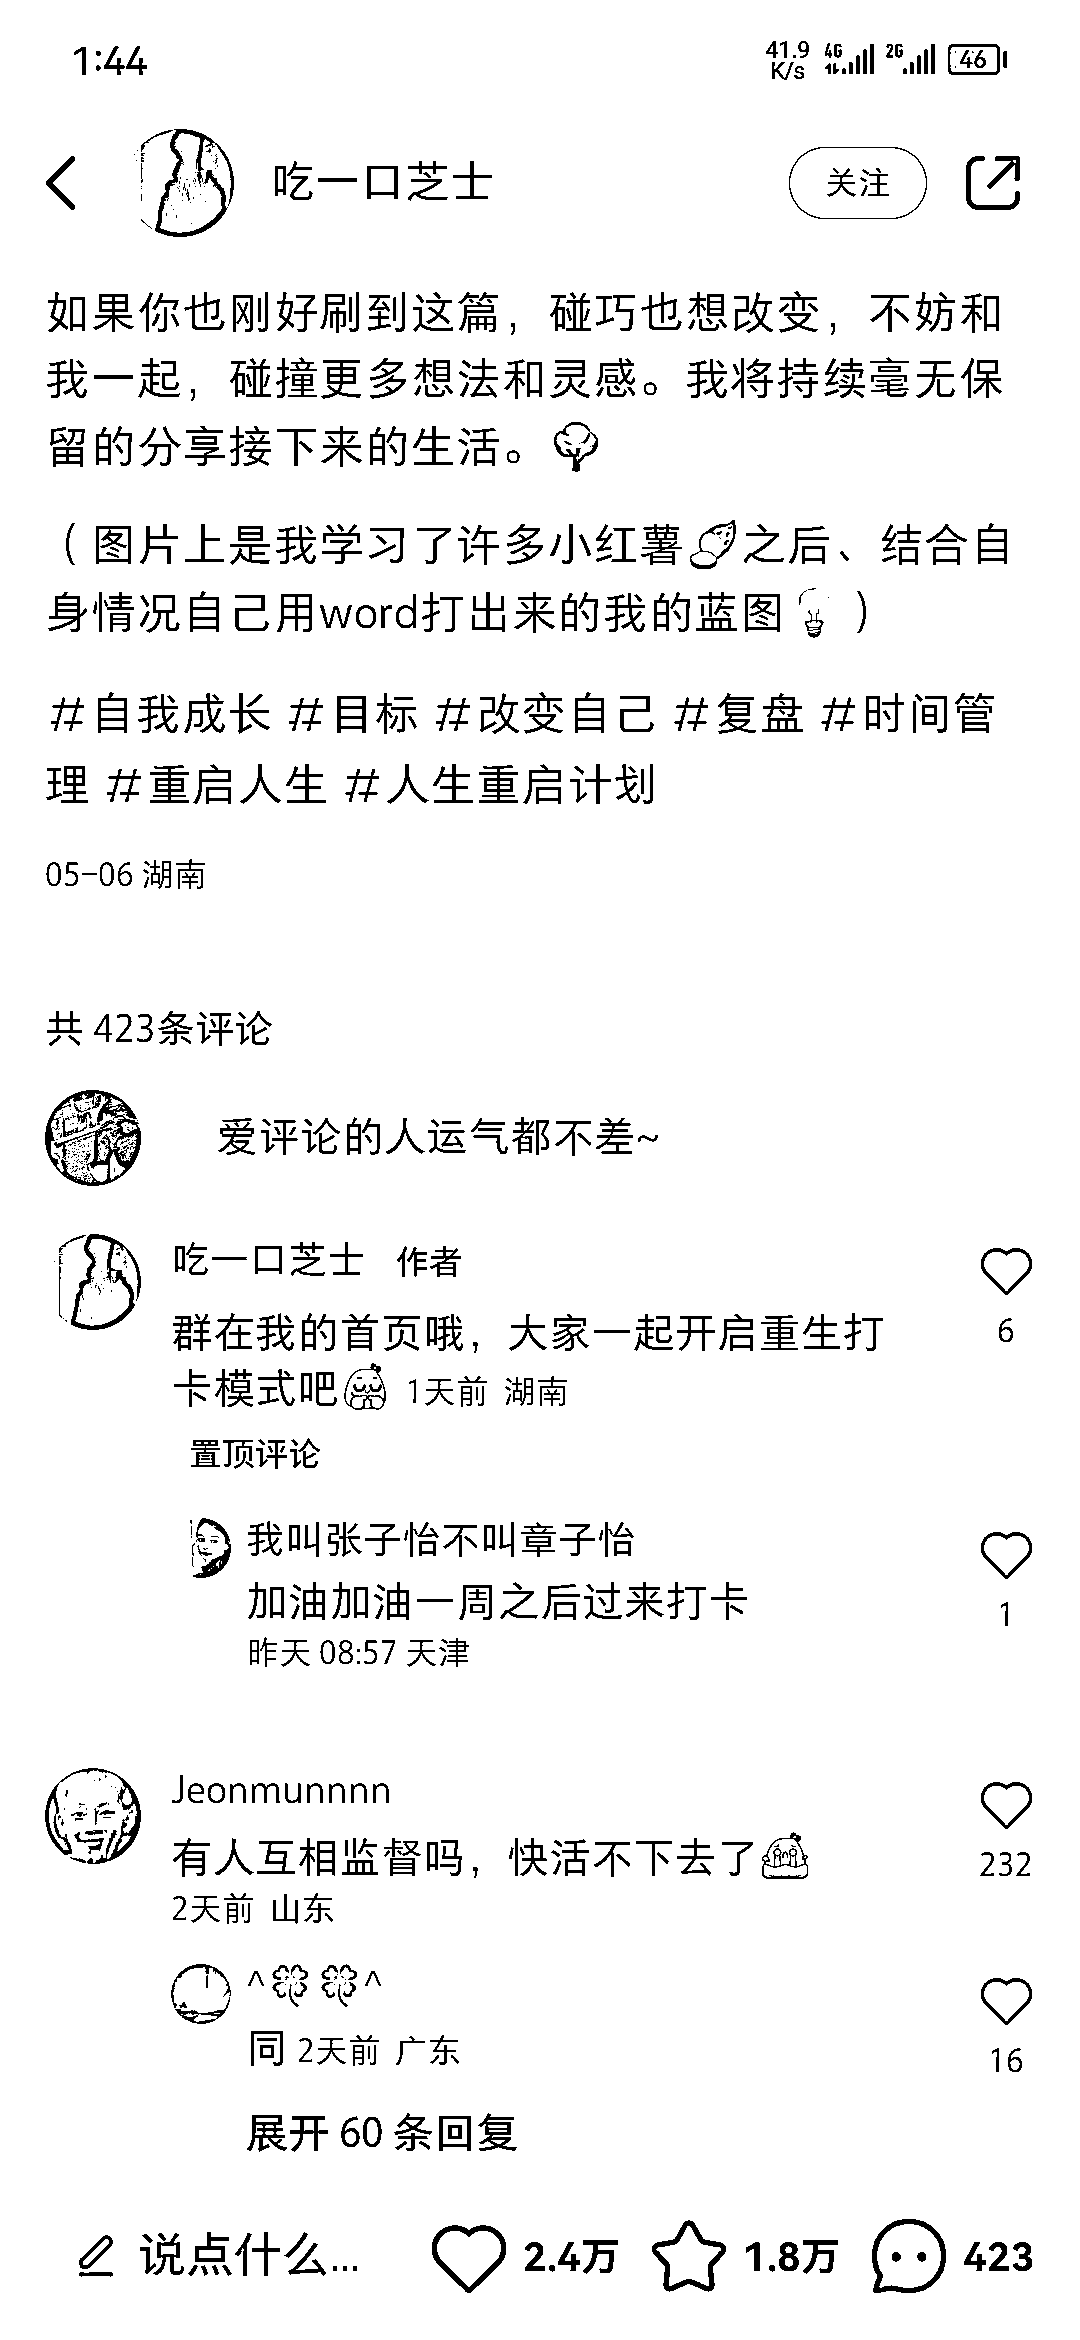 1:44
41.9 K/s 4G 2G 46
吃一口芝士
关注
如果你也刚好刷到这篇，碰巧也想改变，不妨和
我一起，碰撞更多想法和灵感。我将持续毫无保
留的分享接下来的生活。🌳
（图片上是我学习了许多小红薯🍠之后、结合自
身情况自己用word打出来的我的蓝图💡）
#自我成长 #目标 #改变自己 #复盘 #时间管
理 #重启人生 #人生重启计划
05-06 湖南
共 423条评论
爱评论的人运气都不差~
吃一口芝士 作者
群在我的首页哦，大家一起开启重生打
卡模式吧 1天前 湖南
6
置顶评论
我叫张子怡不叫章子怡
加油加油一周之后过来打卡
1
昨天 08:57 天津
Jeonmunnnn
有人互相监督吗，快活不下去了
232
2天前 山东
^🍀 🍀^
同 2天前 广东
16
展开 60 条回复
说点什么... 2.4万 1.8万 423